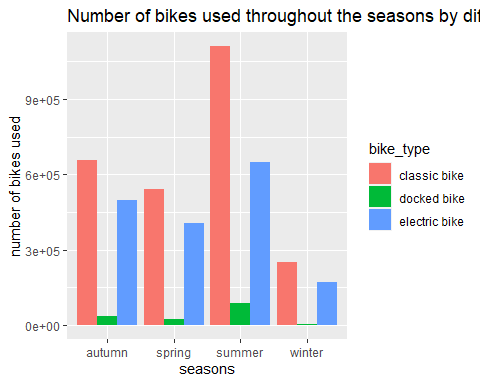 Number of bikes used throughout the seasons by dif
number of bikes used
9e+05
6e+05
3e+05
0e+00
autumn spring summer winter
seasons
bike_type
classic bike
docked bike
electric bike